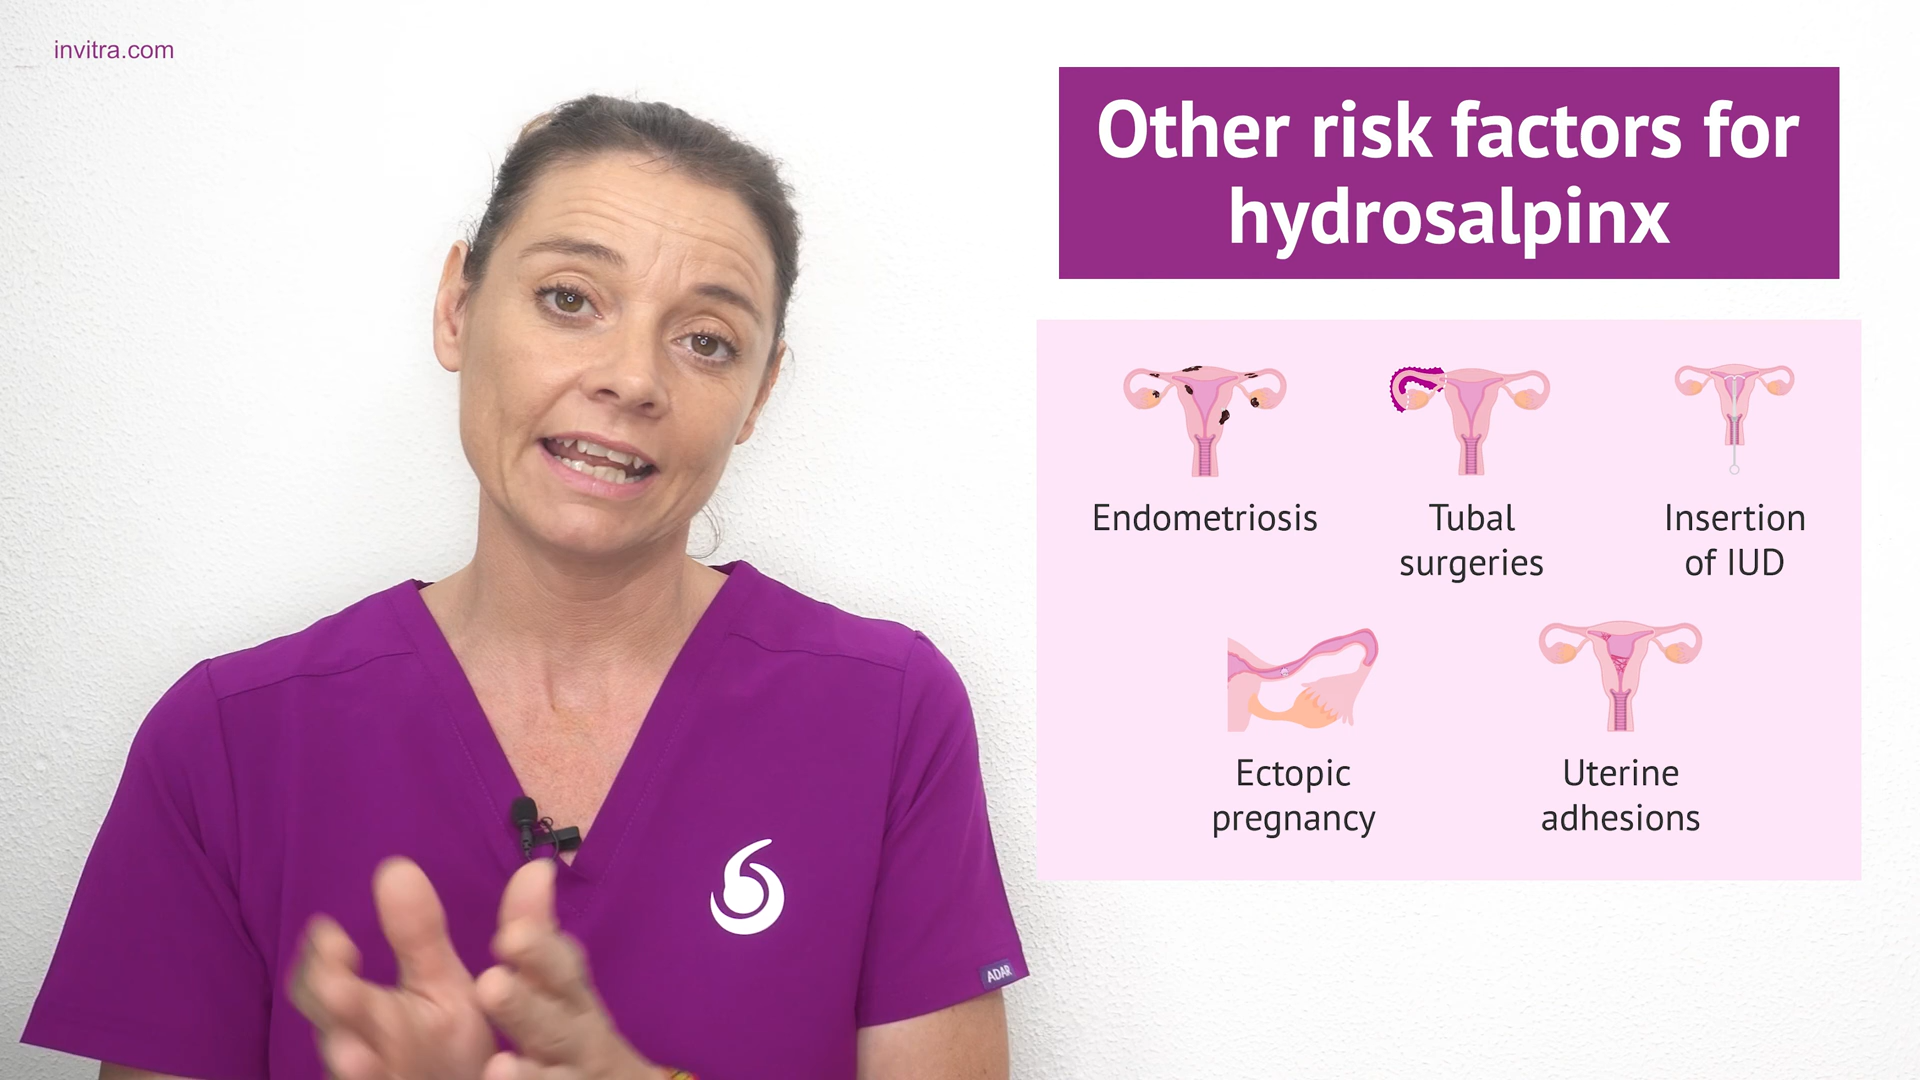 invitra.com
Other risk factors for
hydrosalpinx
Endometriosis
Tubal
surgeries
Insertion
of IUD
Ectopic
pregnancy
Uterine
adhesions
ADAR